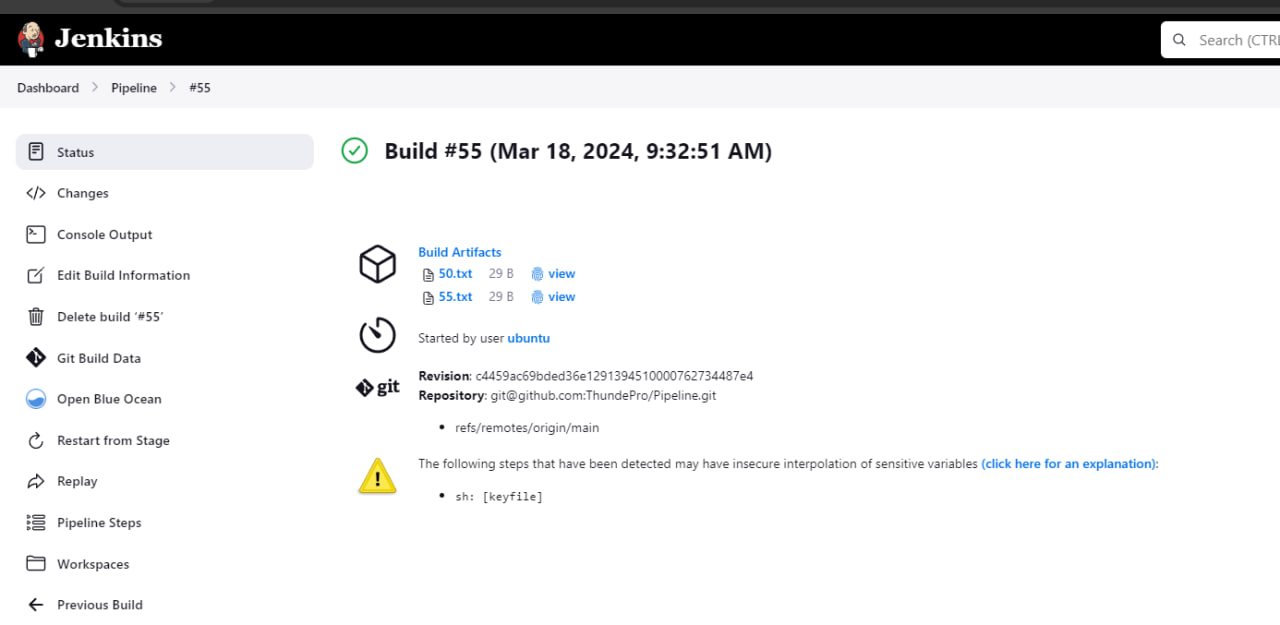 Jenkins
Search (CTRL
Dashboard > Pipeline > #55
Status
Changes
Console Output
Edit Build Information
Delete build ‘#55’
Git Build Data
Open Blue Ocean
Restart from Stage
Replay
Pipeline Steps
Workspaces
Previous Build
Build #55 (Mar 18, 2024, 9:32:51 AM)
Build Artifacts
50.txt 29 B view
55.txt 29 B view
Started by user ubuntu
git
Revision: c4459ac69bded36e1291394510000762734487e4
Repository: git@github.com:ThundePro/Pipeline.git
• refs/remotes/origin/main
The following steps that have been detected may have insecure interpolation of sensitive variables (click here for an explanation):
• sh: [keyfile]